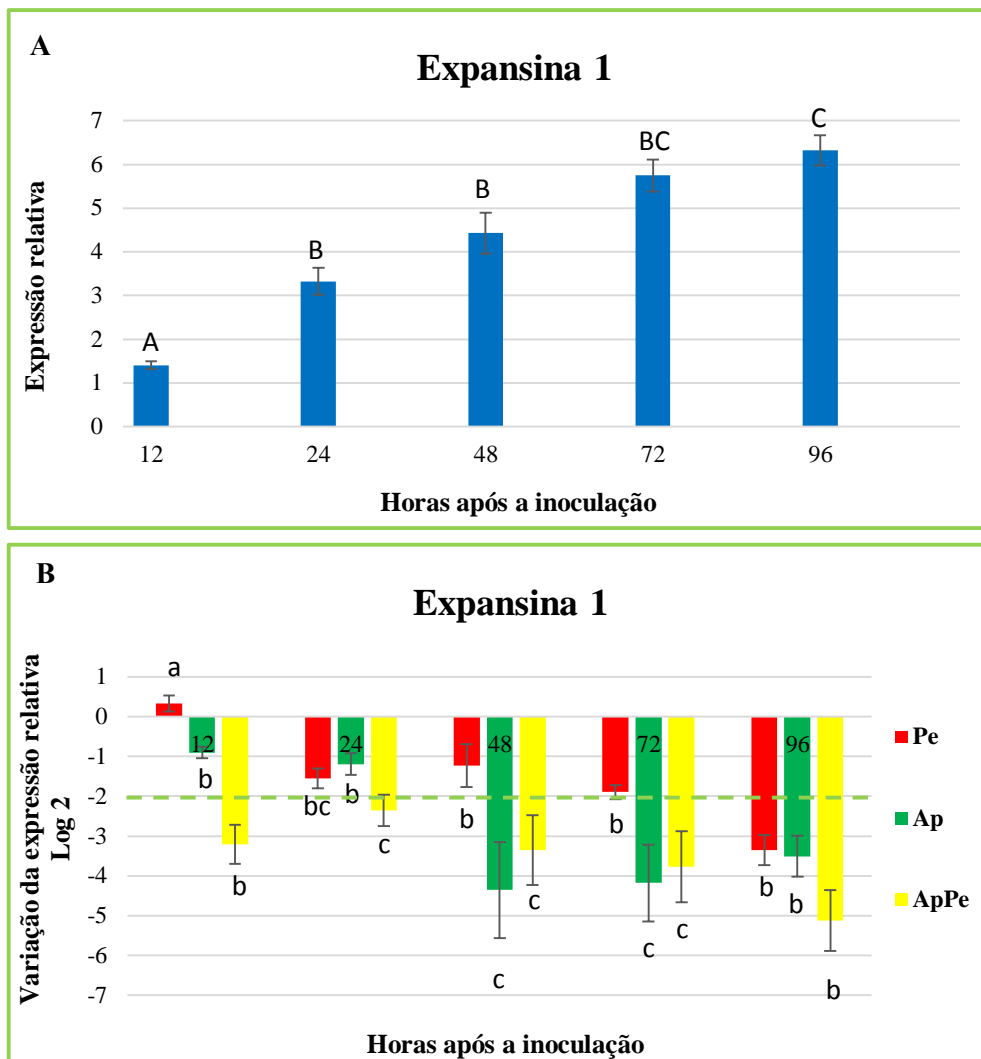 A
Expansina 1
Expressão relativa
7
6
5
4
3
2
1
0
A
B
B
BC
C
12
24
48
72
96
Horas após a inoculação
B
Expansina 1
Variação da expressão relativa
Log 2
1
0
-1
-2
-3
-4
-5
-6
-7
a
b
b
bc
b
c
b
c
c
b
c
c
b
b
b
12
24
48
72
96
Horas após a inoculação
Pe
Ap
ApPe